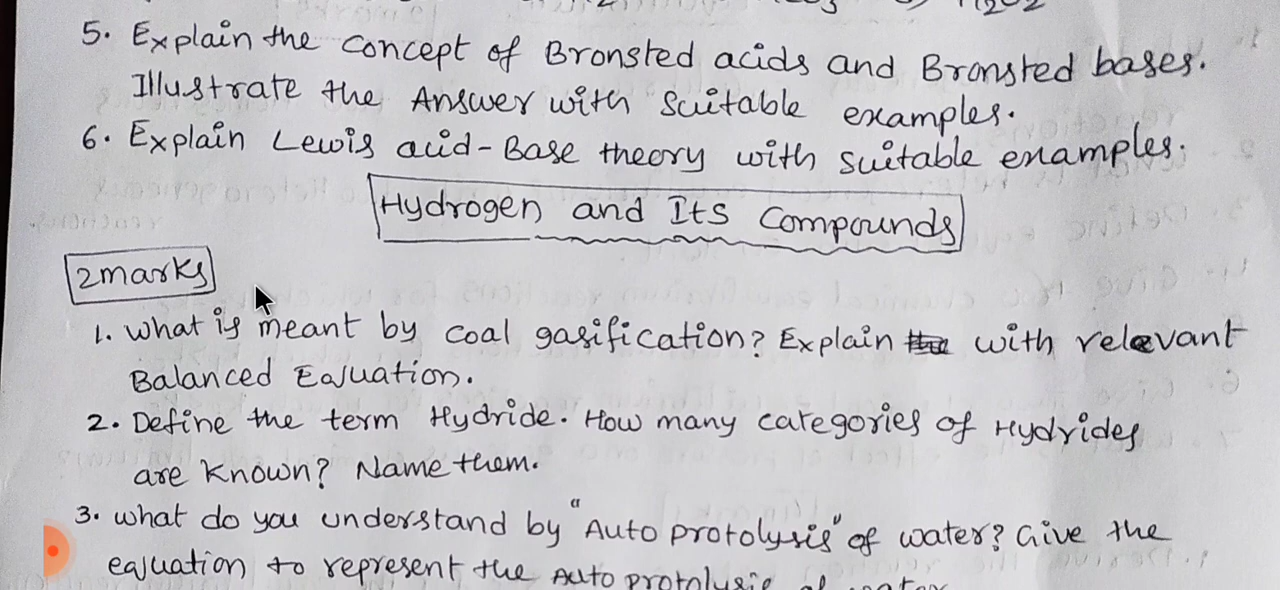 5. Explain the concept of Bronsted acids and Bronsted bases.
Illustrate the Answer with Suitable examples.
6. Explain Lewis acid-Base theory with suitable examples.
Hydrogen and Its Compounds
2marks
1. what is meant by coal gasification? Explain with relevant
Balanced Equation.
2. Define the term Hydride. How many categories of Hydrides
are known? Name them.
3. what do you understand by "Auto protolysis" of water? Give the
equation to represent the Auto protolysis of water